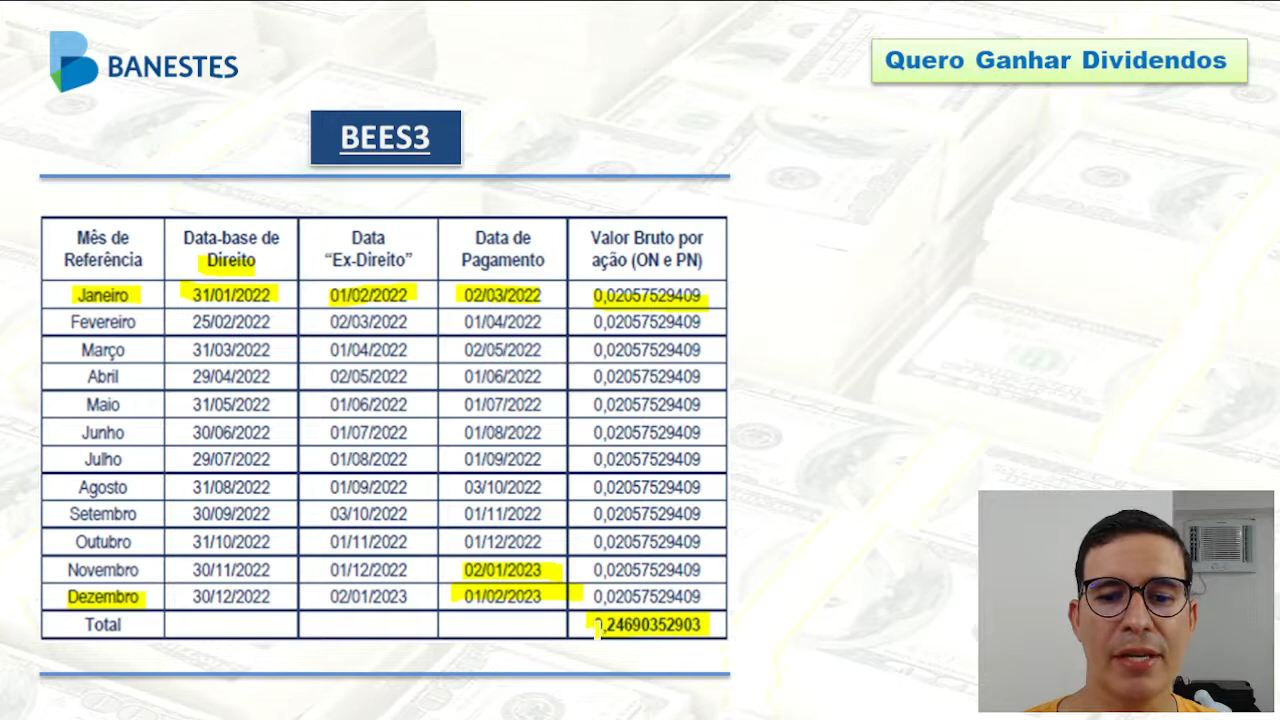 BANESTES
Quero Ganhar Dividendos
BEES3
Mês de Referência Data-base de Direito Data “Ex-Direito” Data de Pagamento Valor Bruto por ação (ON e PN)
Janeiro 31/01/2022 01/02/2022 02/03/2022 0,02057529409
Fevereiro 25/02/2022 02/03/2022 01/04/2022 0,02057529409
Março 31/03/2022 01/04/2022 02/05/2022 0,02057529409
Abril 29/04/2022 02/05/2022 01/06/2022 0,02057529409
Maio 31/05/2022 01/06/2022 01/07/2022 0,02057529409
Junho 30/06/2022 01/07/2022 01/08/2022 0,02057529409
Julho 29/07/2022 01/08/2022 01/09/2022 0,02057529409
Agosto 31/08/2022 01/09/2022 03/10/2022 0,02057529409
Setembro 30/09/2022 03/10/2022 01/11/2022 0,02057529409
Outubro 31/10/2022 01/11/2022 01/12/2022 0,02057529409
Novembro 30/11/2022 01/12/2022 02/01/2023 0,02057529409
Dezembro 30/12/2022 02/01/2023 01/02/2023 0,02057529409
Total 0,24690352903